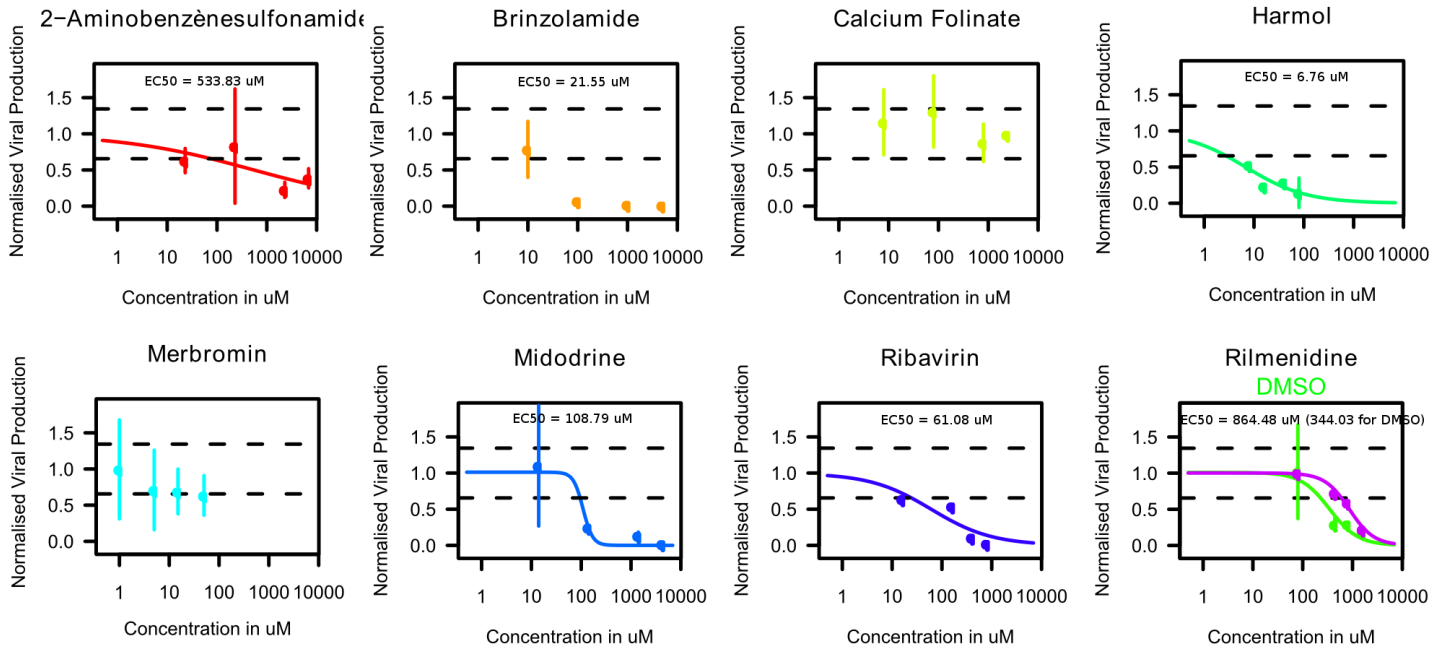 2−Aminobenzènesulfonamide
Normalised Viral Production
EC50 = 533.83 uM
1.5
1.0
0.5
0.0
1 10 100 1000 10000
Concentration in uM
Brinzolamide
Normalised Viral Production
EC50 = 21.55 uM
1.5
1.0
0.5
0.0
1 10 100 1000 10000
Concentration in uM
Calcium Folinate
Normalised Viral Production
1.5
1.0
0.5
0.0
1 10 100 1000 10000
Concentration in uM
Harmol
Normalised Viral Production
EC50 = 6.76 uM
1.5
1.0
0.5
0.0
1 10 100 1000 10000
Concentration in uM
Merbromin
Normalised Viral Production
1.5
1.0
0.5
0.0
1 10 100 1000 10000
Concentration in uM
Midodrine
Normalised Viral Production
EC50 = 108.79 uM
1.5
1.0
0.5
0.0
1 10 100 1000 10000
Concentration in uM
Ribavirin
Normalised Viral Production
EC50 = 61.08 uM
1.5
1.0
0.5
0.0
1 10 100 1000 10000
Concentration in uM
Rilmenidine
DMSO
Normalised Viral Production
EC50 = 864.48 uM (344.03 for DMSO)
1.5
1.0
0.5
0.0
1 10 100 1000 10000
Concentration in uM